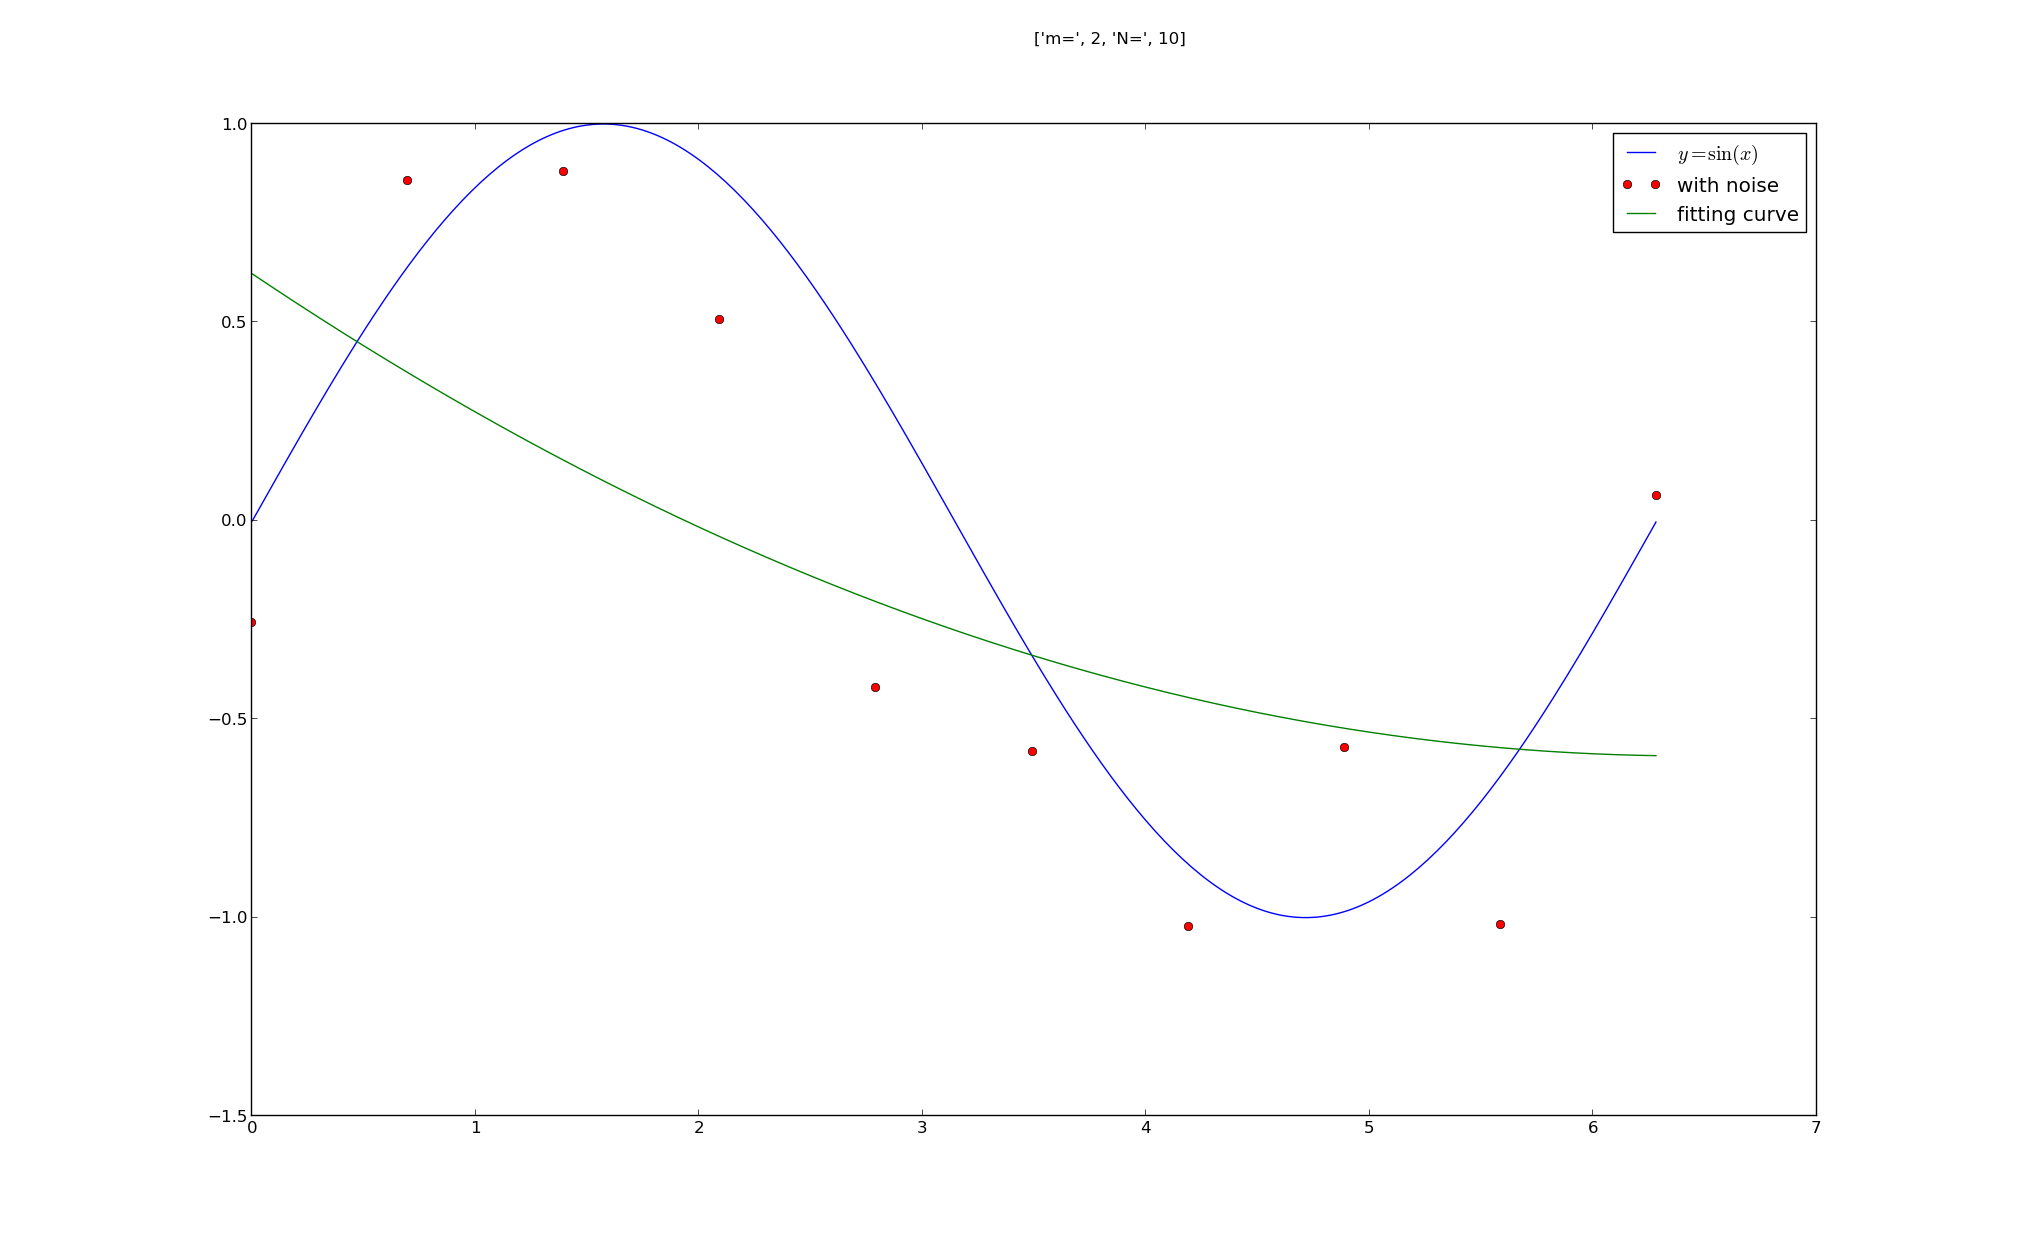 ['m=', 2, 'N=', 10]
1.0
0.5
0.0
−0.5
−1.0
−1.5
0 1 2 3 4 5 6 7
y=sin(x)
with noise
fitting curve